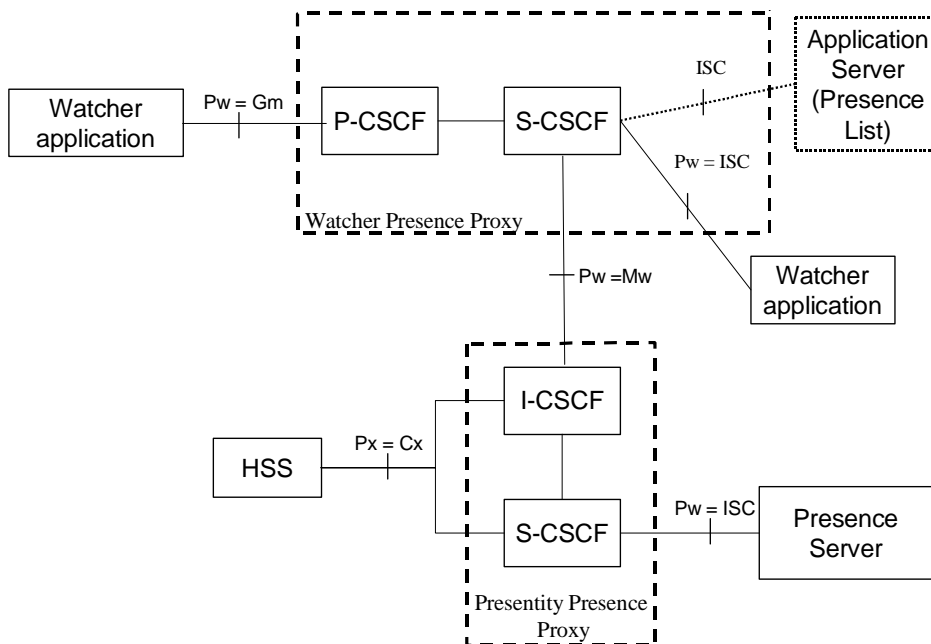 Application
Server
(Presence
List)
ISC
Watcher
application
Pw = Gm
P-CSCF
S-CSCF
Pw = ISC
Watcher Presence Proxy
Watcher
application
Pw =Mw
I-CSCF
HSS
Px = Cx
S-CSCF
Pw = ISC
Presence
Server
Presentity Presence
Proxy